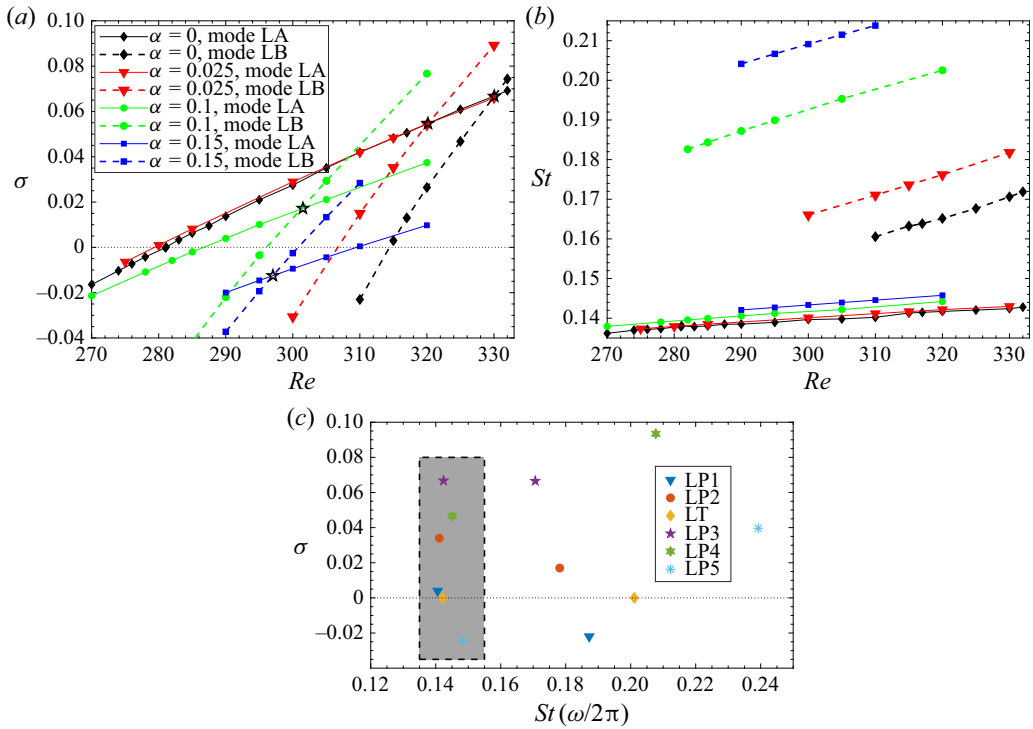 (a)
(b)
0.10
0.08
0.06
0.04
0.02
0
–0.02
–0.04
σ
α = 0, mode LA
α = 0, mode LB
α = 0.025, mode LA
α = 0.025, mode LB
α = 0.1, mode LA
α = 0.1, mode LB
α = 0.15, mode LA
α = 0.15, mode LB
270 280 290 300 310 320 330
Re
0.21
0.20
0.19
0.18
0.17
0.16
0.15
0.14
St
270 280 290 300 310 320 330
Re
(c)
0.10
0.08
0.06
0.04
0.02
0
–0.02
σ
LP1
LP2
LT
LP3
LP4
LP5
0.12 0.14 0.16 0.18 0.20 0.22 0.24
St (ω/2π)